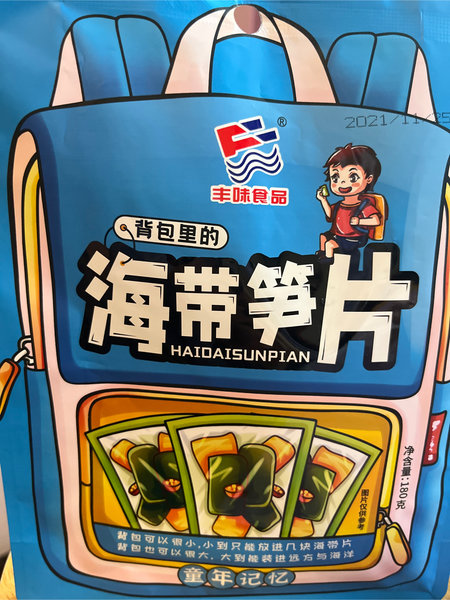 2021/11/25
®
丰味食品
背包里的
海带笋片
HAIDAISUNPIAN
净含量:180克
图片仅供参考
背包可以很小,小到只能放进几块海带片
背包也可以很大,大到能装进远方与海洋
童年记忆